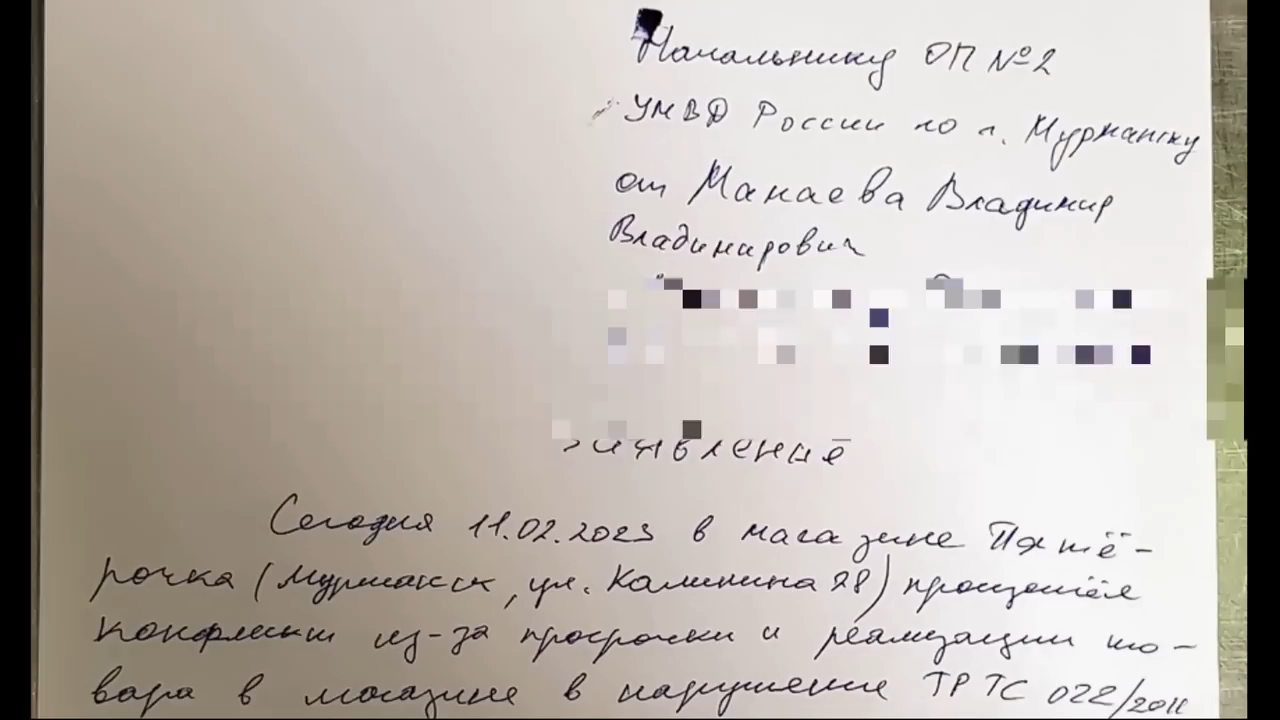 Начальнику ОП №2
УМВД России по г. Мурманску
от Манаева Владимир
Владимирович
Заявление
Сегодня 11.02.2023 в магазине Пятё-
рочка (Мурманск, ул. Калинина 28) произошёл
конфликт из-за просрочки и реализации то-
вара в магазине в нарушение ТР ТС 022/2011